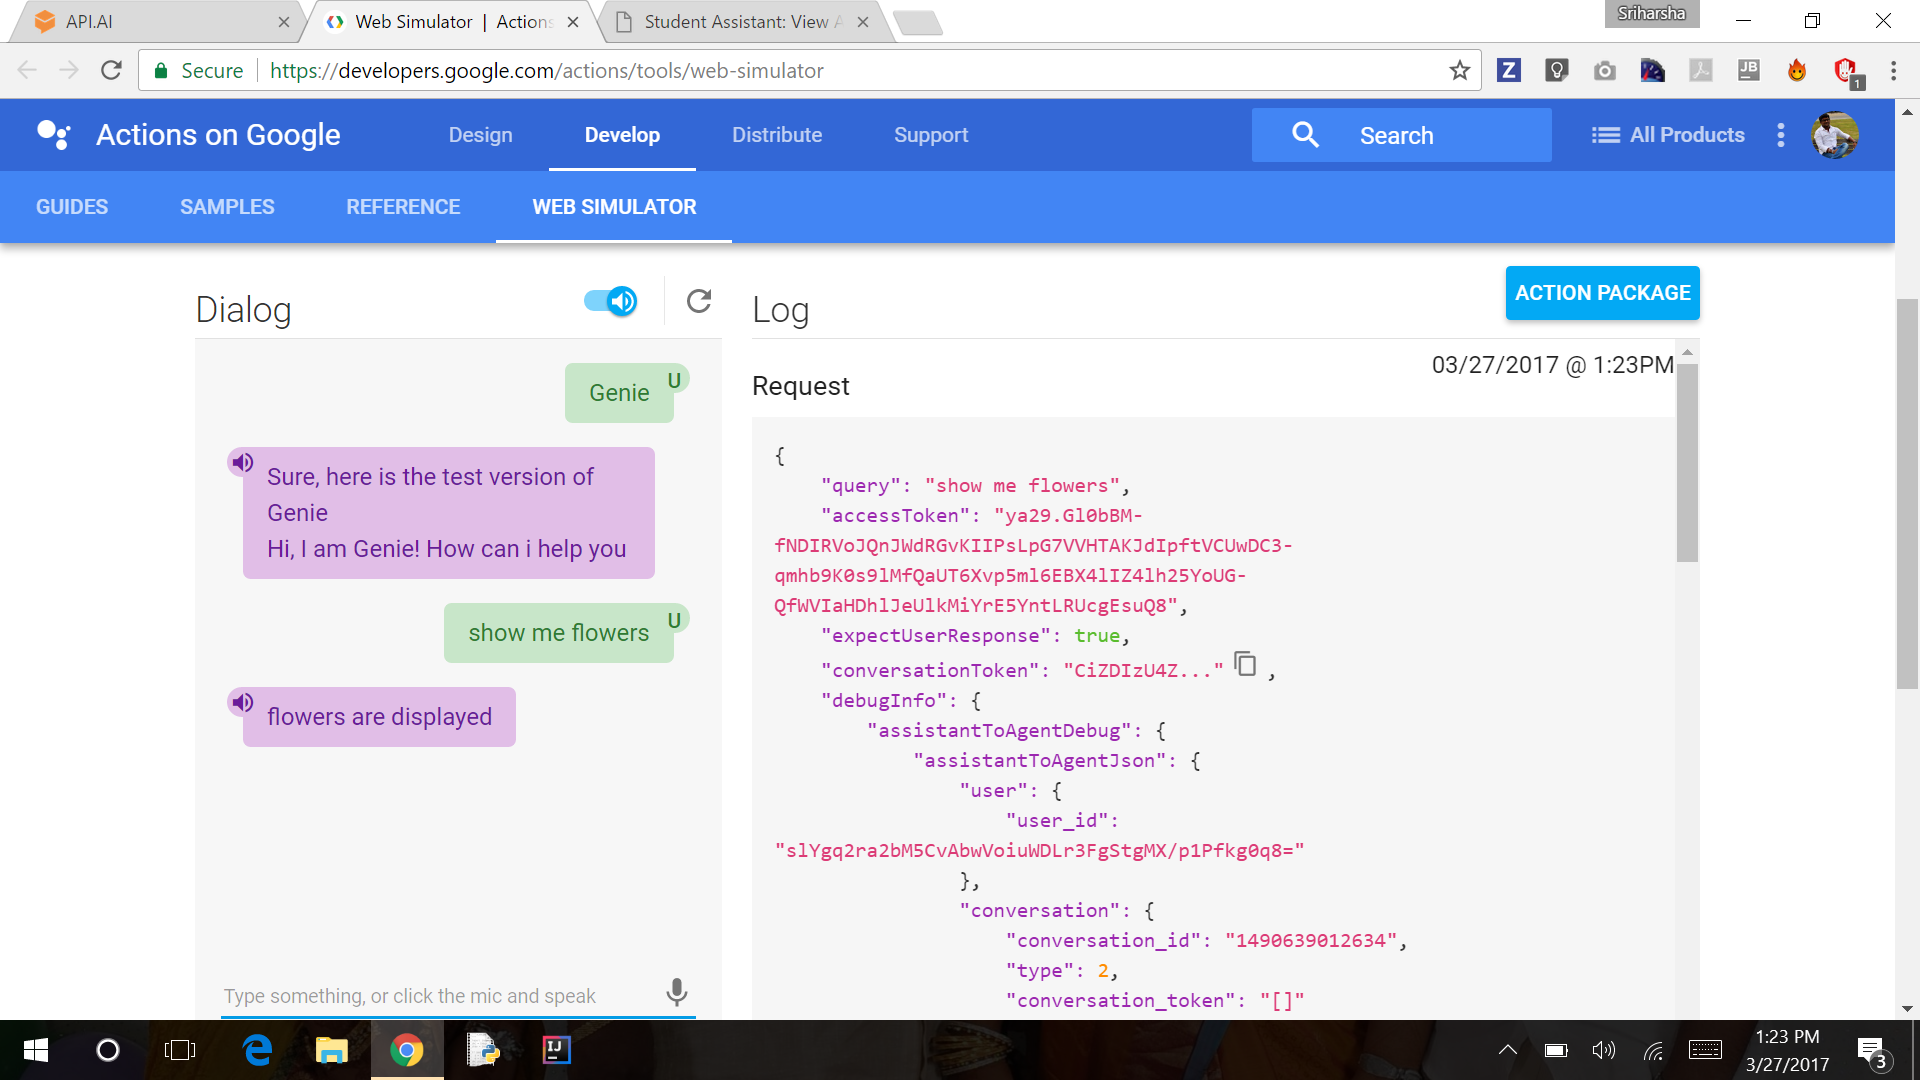 API.AI
Web Simulator | Actions
Student Assistant: View A
Sriharsha
Secure
https://developers.google.com/actions/tools/web-simulator
Z
JB
1
Actions on Google
Design
Develop
Distribute
Support
Search
All Products
GUIDES
SAMPLES
REFERENCE
WEB SIMULATOR
Dialog
Genie
U
Sure, here is the test version of
Genie
Hi, I am Genie! How can i help you
show me flowers
U
flowers are displayed
Type something, or click the mic and speak
Log
ACTION PACKAGE
03/27/2017 @ 1:23PM
Request
{
"query": "show me flowers",
"accessToken": "ya29.Gl0bBM-
fNDIRVoJQnJWdRGvKIIPsLpG7VVHTAKJdIpftVCUwDC3-
qmhb9K0s9lMfQaUT6Xvp5ml6EBX4lIZ4lh25YoUG-
QfWVIaHDhlJeUlkMiYrE5YntLRUcgEsuQ8",
"expectUserResponse": true,
"conversationToken": "CiZDIzU4Z..." ,
"debugInfo": {
"assistantToAgentDebug": {
"assistantToAgentJson": {
"user": {
"user_id":
"slYgq2ra2bM5CvAbwVoiuWDLr3FgStgMX/p1Pfkg0q8="
},
"conversation": {
"conversation_id": "1490639012634",
"type": 2,
"conversation_token": "[]"
IJ
1:23 PM
3/27/2017
3